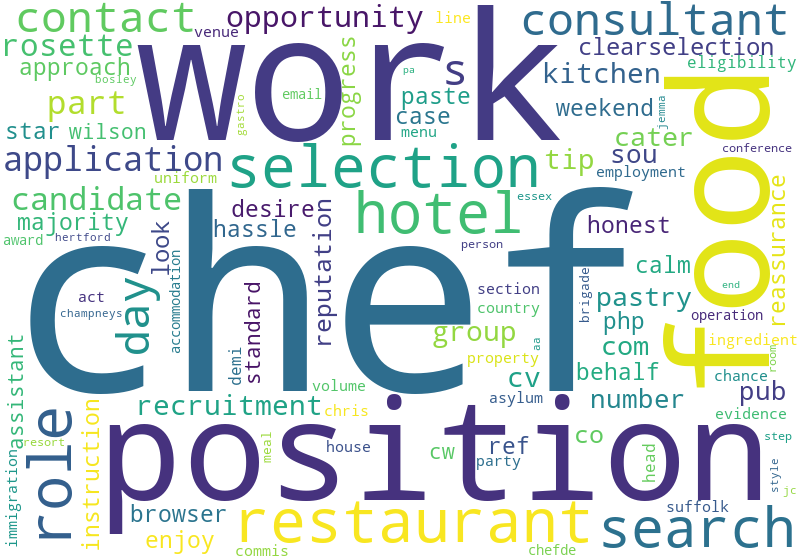 contact
opportunity
line
consultant
venue
work
rosette
clearselection
approach
bosley
progress
s
pa
kitchen
eligibility
email
paste
gastro
part
case
weekend
food
jemma
star
wilson
menu
cater
conference
application
selection
tip
sou
uniform
employment
candidate
desire
hotel
essex
honest
reassurance
majority
look
hassle
reputation
award
hertford
chef
person
calm
day
accommodation
section
brigade
end
act
standard
country
pastry
operation
champneys
demi
group
aa
php
ingredient
property
com
room
assistant
volume
cv
behalf
chance
recruitment
chris
asylum
number
pub
role
instruction
position
evidence
resort
meal
house
cw
ref
co
head
step
immigration
party
style
jc
browser
restaurant
suffolk
search
enjoy
commis
chefde